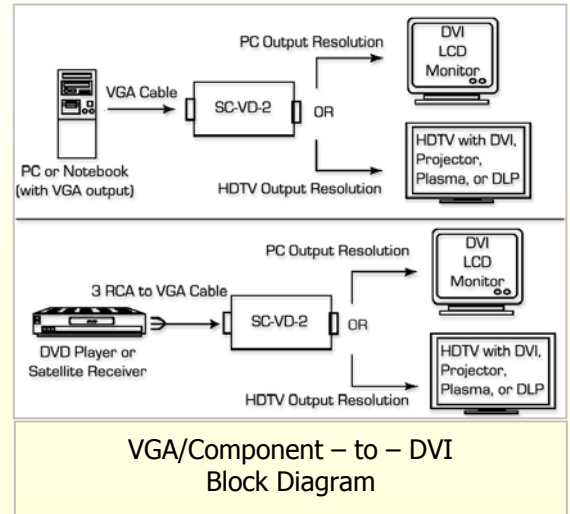 PC Output Resolution
DVI
LCD
Monitor
VGA Cable
SC-VD-2
OR
HDTV with DVI,
Projector,
Plasma, or DLP
PC or Notebook
(with VGA output)
HDTV Output Resolution
PC Output Resolution
DVI
LCD
Monitor
3 RCA to VGA Cable
SC-VD-2
OR
DVD Player or
Satellite Receiver
HDTV with DVI,
Projector,
Plasma, or DLP
HDTV Output Resolution
VGA/Component – to – DVI
Block Diagram